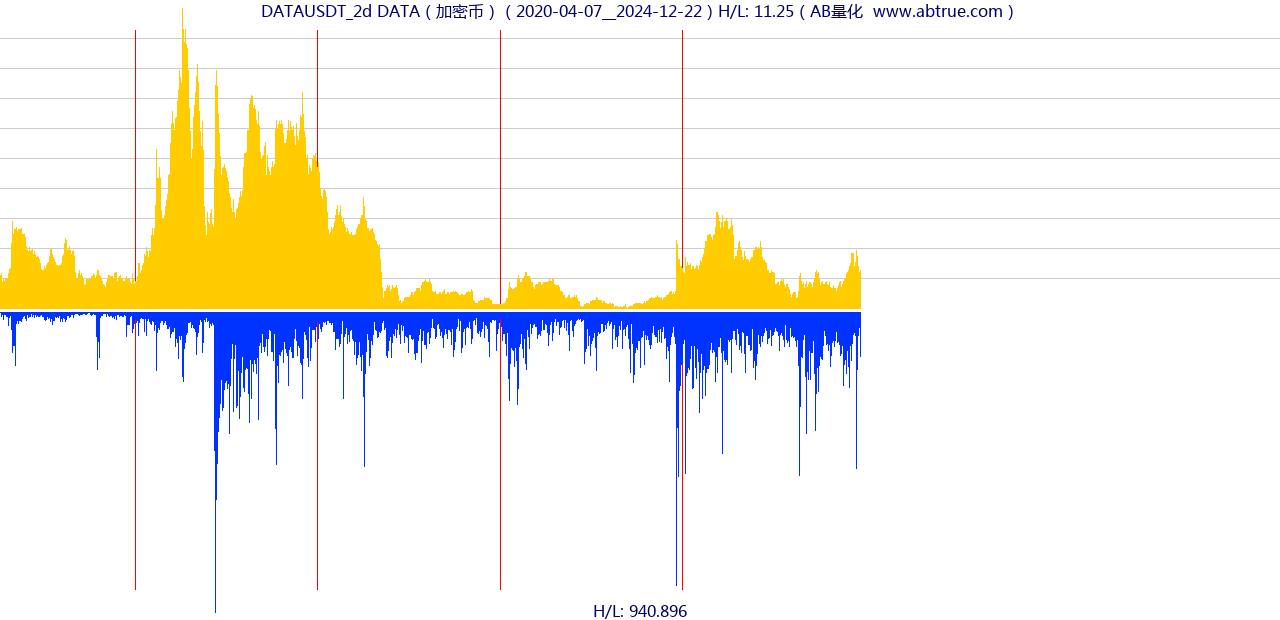 DATAUSDT_2d DATA ( 加密币 ) ( 2020-04-07__2024-12-22 ) H/L: 11.25 ( AB量化 www.abtrue.com )
H/L: 940.896